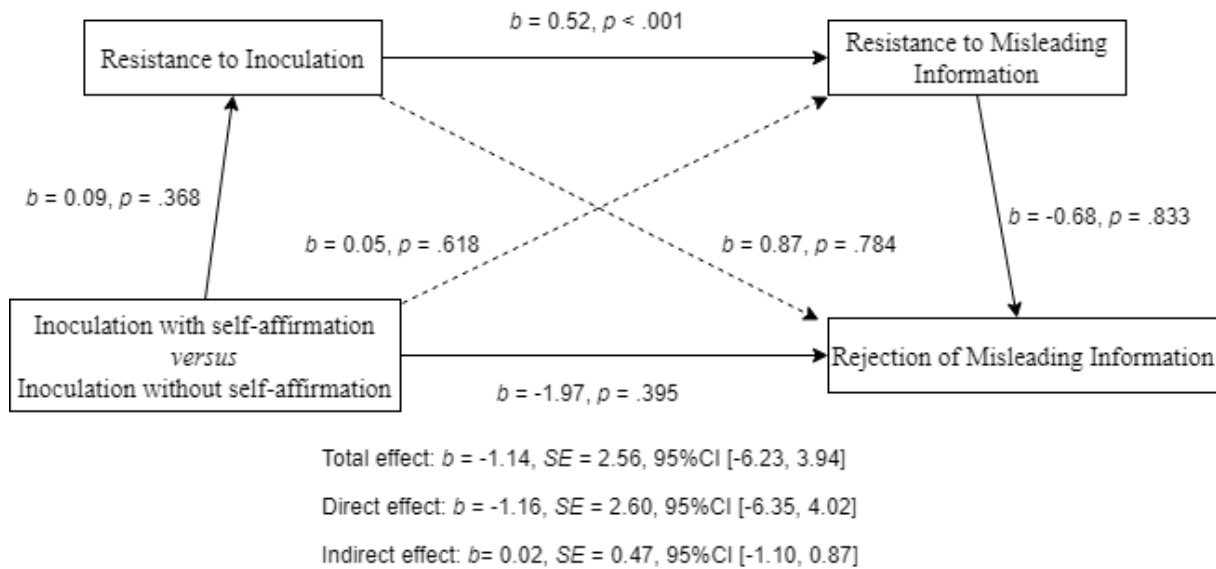 b = 0.52, p < .001
Resistance to Inoculation
Resistance to Misleading
Information
b = 0.09, p = .368
b = 0.05, p = .618
b = 0.87, p = .784
b = -0.68, p = .833
Inoculation with self-affirmation
versus
Inoculation without self-affirmation
Rejection of Misleading Information
b = -1.97, p = .395
Total effect: b = -1.14, SE = 2.56, 95%CI [-6.23, 3.94]
Direct effect: b = -1.16, SE = 2.60, 95%CI [-6.35, 4.02]
Indirect effect: b= 0.02, SE = 0.47, 95%CI [-1.10, 0.87]